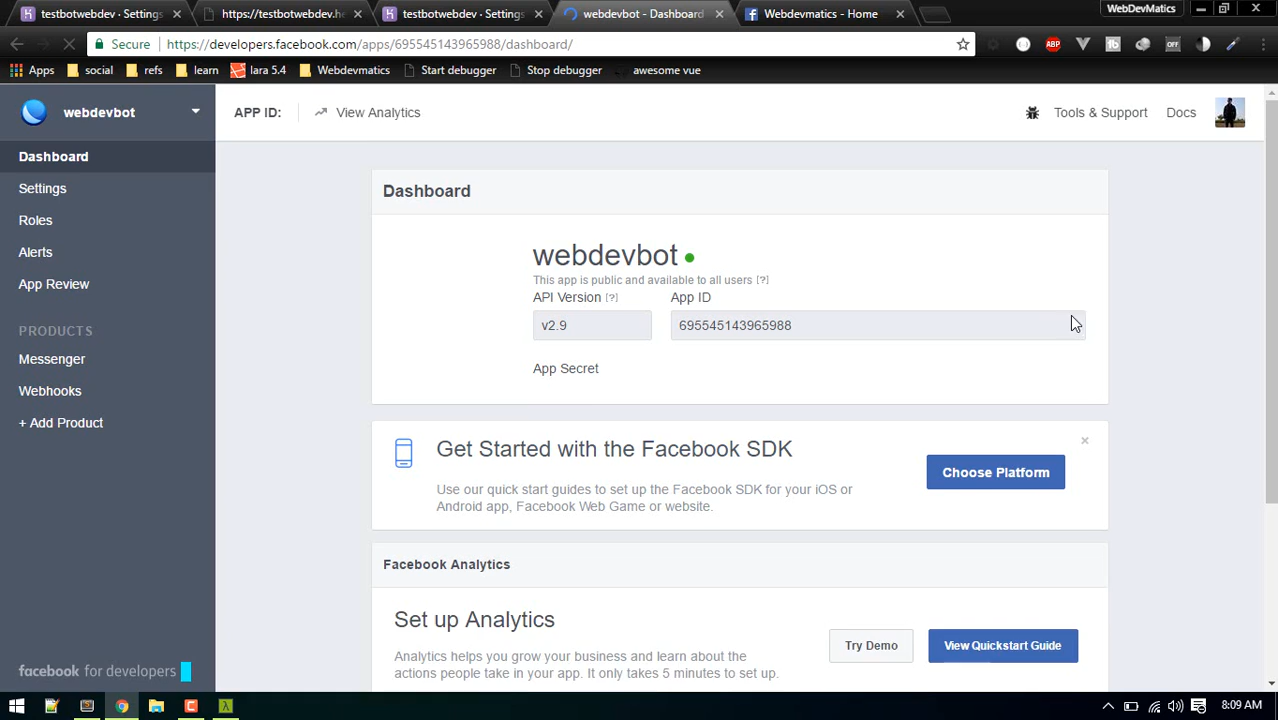 testbotwebdev · Settings
https://testbotwebdev.he
testbotwebdev · Settings
webdevbot - Dashboard
Webdevmatics - Home
WebDevMatics
Secure
https://developers.facebook.com/apps/695545143965988/dashboard/
ABP
fb
OFF
Apps
social
refs
learn
lara 5.4
Webdevmatics
Start debugger
Stop debugger
awesome vue
webdevbot
APP ID:
View Analytics
Tools & Support
Docs
Dashboard
Settings
Roles
Alerts
App Review
PRODUCTS
Messenger
Webhooks
+ Add Product
facebook for developers
Dashboard
webdevbot
This app is public and available to all users [?]
API Version [?]
App ID
v2.9
695545143965988
App Secret
Get Started with the Facebook SDK
Use our quick start guides to set up the Facebook SDK for your iOS or
Android app, Facebook Web Game or website.
Choose Platform
Facebook Analytics
Set up Analytics
Analytics helps you grow your business and learn about the
actions people take in your app. It only takes 5 minutes to set up.
Try Demo
View Quickstart Guide
8:09 AM